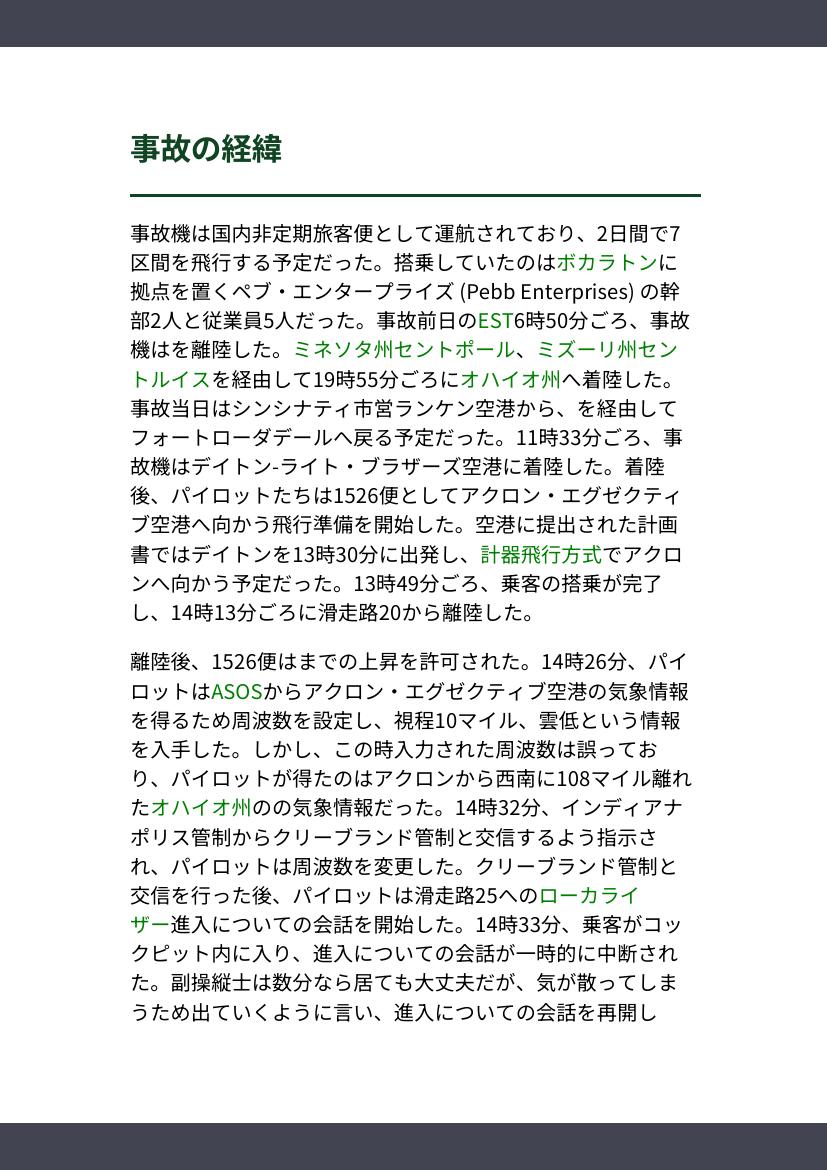 事故の経緯
事故機は国内非定期旅客便として運航されており、2日間で7
区間を飛行する予定だった。搭乗していたのはボカラトンに
拠点を置くペブ・エンタープライズ (Pebb Enterprises) の幹
部2人と従業員5人だった。事故前日のEST6時50分ごろ、事故
機はを離陸した。ミネソタ州セントポール、ミズーリ州セン
トルイスを経由して19時55分ごろにオハイオ州へ着陸した。
事故当日はシンシナティ市営ランケン空港から、を経由して
フォートローダデールへ戻る予定だった。11時33分ごろ、事
故機はデイトン-ライト・ブラザーズ空港に着陸した。着陸
後、パイロットたちは1526便としてアクロン・エグゼクティ
ブ空港へ向かう飛行準備を開始した。空港に提出された計画
書ではデイトンを13時30分に出発し、計器飛行方式でアクロ
ンへ向かう予定だった。13時49分ごろ、乗客の搭乗が完了
し、14時13分ごろに滑走路20から離陸した。
離陸後、1526便はまでの上昇を許可された。14時26分、パイ
ロットはASOSからアクロン・エグゼクティブ空港の気象情報
を得るため周波数を設定し、視程10マイル、雲低という情報
を入手した。しかし、この時入力された周波数は誤ってお
り、パイロットが得たのはアクロンから西南に108マイル離れ
たオハイオ州のの気象情報だった。14時32分、インディアナ
ポリス管制からクリーブランド管制と交信するよう指示さ
れ、パイロットは周波数を変更した。クリーブランド管制と
交信を行った後、パイロットは滑走路25へのローカライ
ザー進入についての会話を開始した。14時33分、乗客がコッ
クピット内に入り、進入についての会話が一時的に中断され
た。副操縦士は数分なら居ても大丈夫だが、気が散ってしま
うため出ていくように言い、進入についての会話を再開し